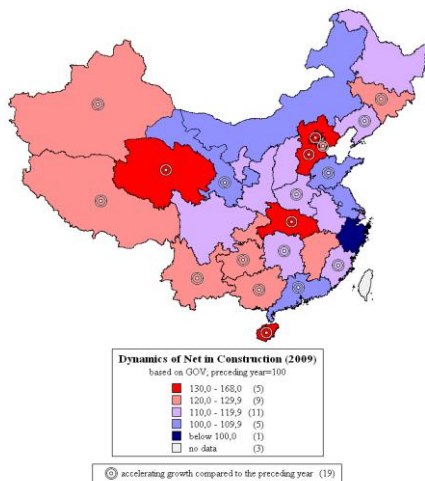 Dynamics of Net in Construction (2009)
based on GOV; preceding year=100
130,0 - 168,0 (5)
120,0 - 129,9 (9)
110,0 - 119,9 (11)
100,0 - 109,9 (5)
below 100,0 (1)
no data (3)
accelerating growth compared to the preceding year (19)